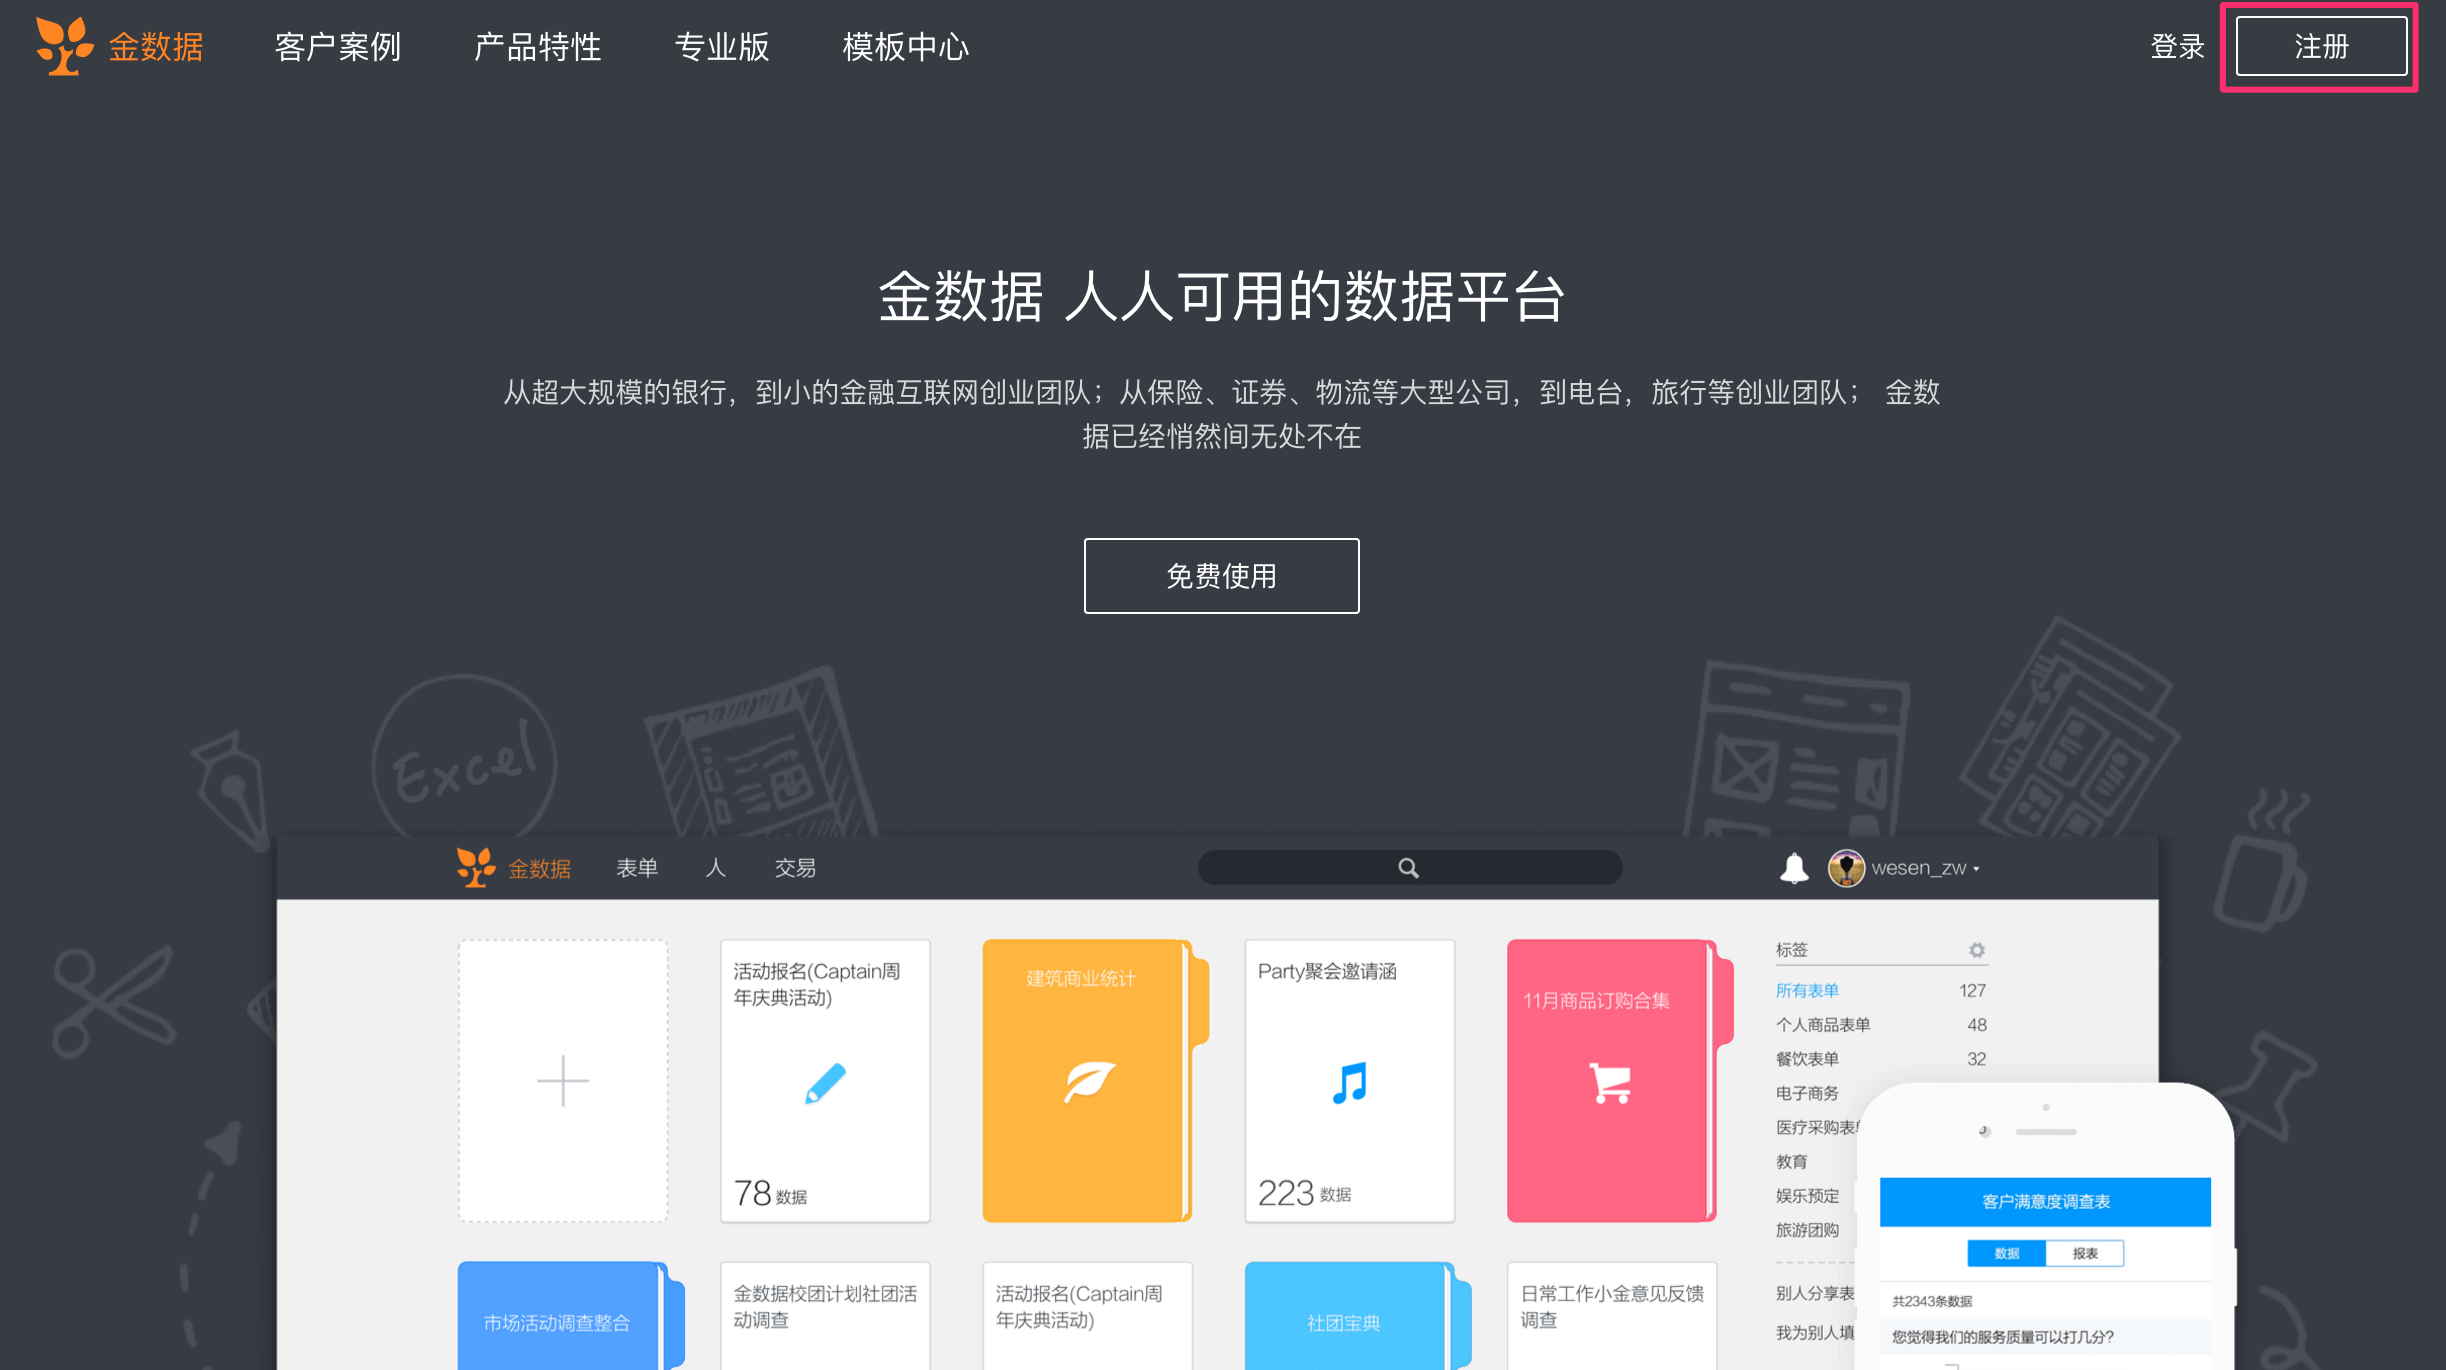 金数据 客户案例 产品特性 专业版 模板中心 登录 注册
金数据 人人可用的数据平台
从超大规模的银行，到小的金融互联网创业团队；从保险、证券、物流等大型公司，到电台，旅行等创业团队； 金数
据已经悄然间无处不在
免费使用
Excel
金数据 表单 人 交易 wesen_zw
活动报名(Captain周
年庆典活动)
78 数据
建筑商业统计
Party聚会邀请涵
223 数据
11月商品订购合集
标签
所有表单 127
个人商品表单 48
餐饮表单 32
电子商务
医疗采购表
教育
娱乐预定
旅游团购
别人分享表
我为别人填
市场活动调查整合
金数据校团计划社团活
动调查
活动报名(Captain周
年庆典活动)
社团宝典
日常工作小金意见反馈
调查
客户满意度调查表
数据 报表
共2343条数据
您觉得我们的服务质量可以打几分?